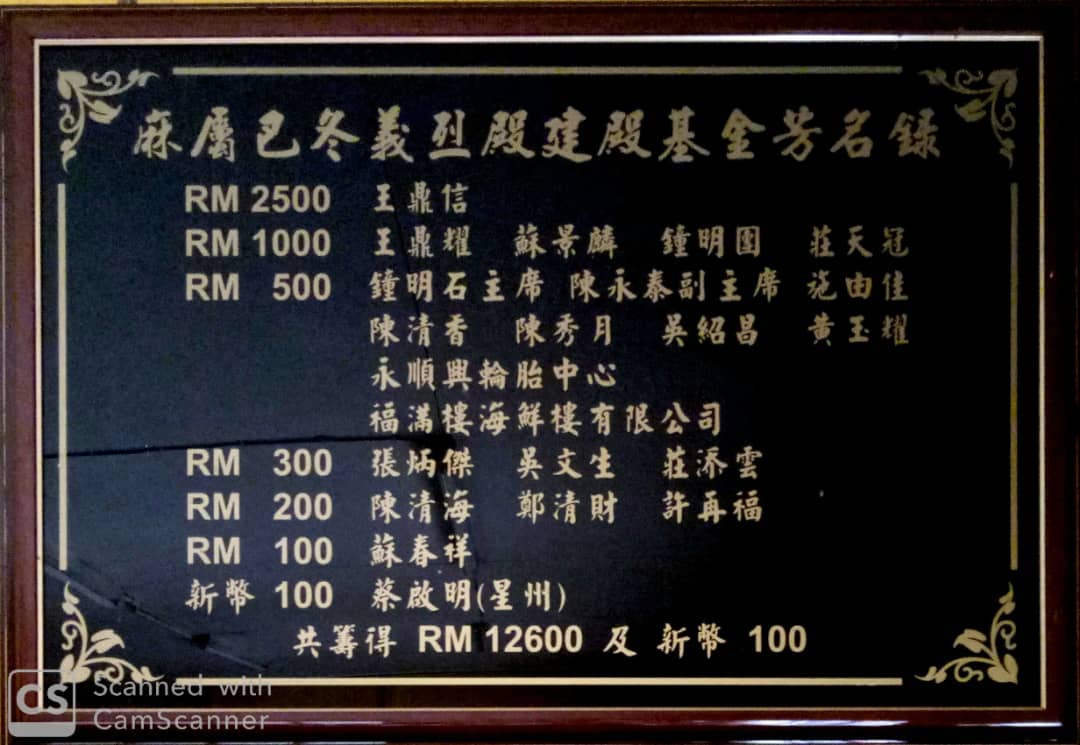 麻屬巴冬義烈殿建殿基金芳名錄
RM 2500 王鼎信
RM 1000 王鼎耀 蘇景麟 鐘明團 莊天冠
RM 500 鐘明石主席 陳永泰副主席 施由佳
陳清香 陳秀月 吳紹昌 黃玉耀
永順興輪胎中心
福滿樓海鮮樓有限公司
RM 300 張炳傑 吳文生 莊添雲
RM 200 陳清海 鄭清財 許再福
RM 100 蘇春祥
新幣 100 蔡啟明(星州)
共籌得 RM 12600 及 新幣 100
CS Scanned with
CamScanner